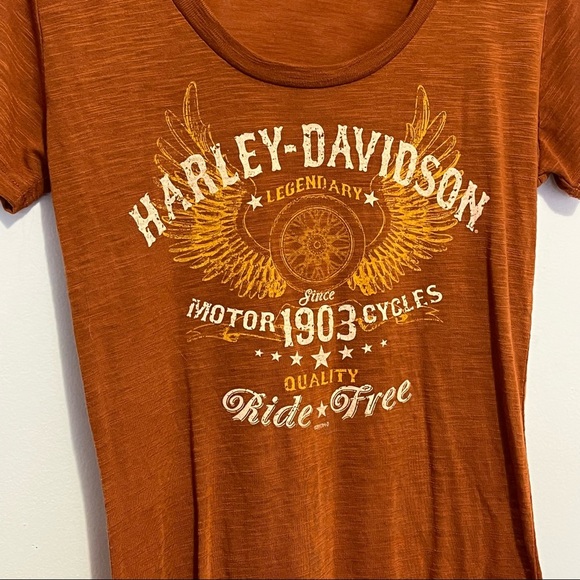 HARLEY-DAVIDSON
★ LEGENDARY ★
Since
MOTOR 1903 CYCLES
QUALITY
Ride ★ Free